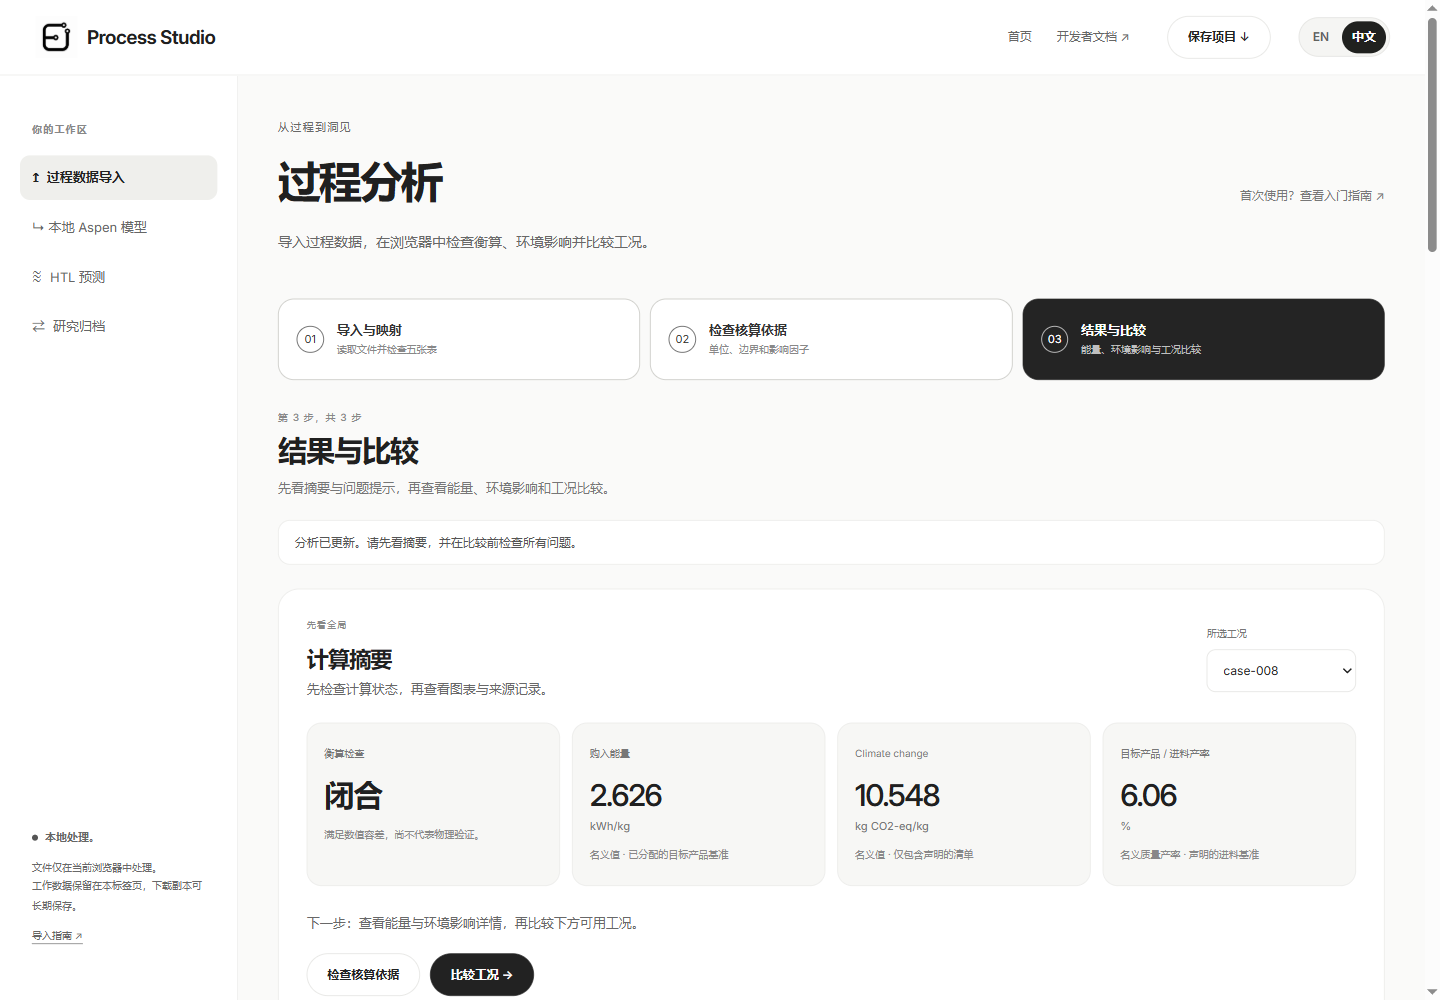 Process Studio
首页
开发者文档 ↗
保存项目 ↓
EN
中文
你的工作区
↥ 过程数据导入
↳ 本地 Aspen 模型
≋ HTL 预测
⇄ 研究归档
● 本地处理。
文件仅在当前浏览器中处理。
工作数据保留在本标签页，下载副本可
长期保存。
导入指南 ↗
从过程到洞见
过程分析
首次使用？查看入门指南 ↗
导入过程数据，在浏览器中检查衡算、环境影响并比较工况。
01
导入与映射
读取文件并检查五张表
02
检查核算依据
单位、边界和影响因子
03
结果与比较
能量、环境影响与工况比较
第 3 步，共 3 步
结果与比较
先看摘要与问题提示，再查看能量、环境影响和工况比较。
分析已更新。请先看摘要，并在比较前检查所有问题。
先看全局
计算摘要
先检查计算状态，再查看图表与来源记录。
所选工况
case-008
衡算检查
闭合
满足数值容差，尚不代表物理验证。
购入能量
2.626
kWh/kg
名义值 · 已分配的目标产品基准
Climate change
10.548
kg CO2-eq/kg
名义值 · 仅包含声明的清单
目标产品 / 进料产率
6.06
%
名义质量产率 · 声明的进料基准
下一步：查看能量与环境影响详情，再比较下方可用工况。
检查核算依据
比较工况 →